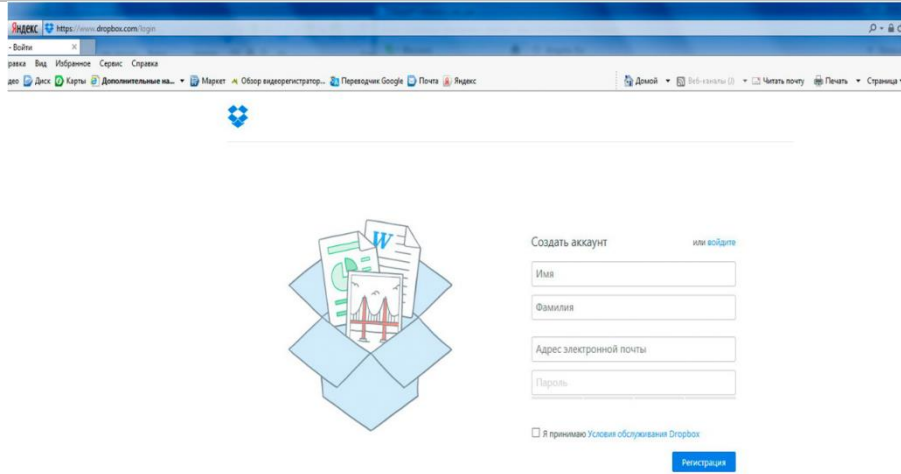 Яндекс https://www.dropbox.com/login
- Войти ×
равка Вид Избранное Сервис Справка
део Диск Карты Дополнительные на... Маркет Обзор видеорегистратор... Переводчик Google Почта Яндекс Домой Веб-каналы (J) Читать почту Печать Страница
W
Создать аккаунт или войдите
Имя
Фамилия
Адрес электронной почты
Пароль
Я принимаю Условия обслуживания Dropbox
Регистрация